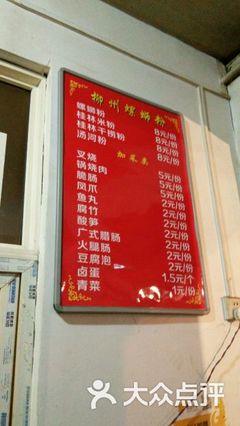 柳州螺蛳粉
螺蛳粉 8元/份
桂林米粉 8元/份
桂林干捞粉 8元/份
汤河粉 8元/份
加菜类
叉烧 5元/份
锅烧肉 5元/份
脆肠 5元/份
凤爪 2元/份
鱼丸 2元/份
腐竹 2元/份
酸笋 2元/份
广式腊肠 2元/份
火腿肠 2元/份
豆腐泡 2元/份
卤蛋 1.5元/个
青菜 1元/份
大众点评